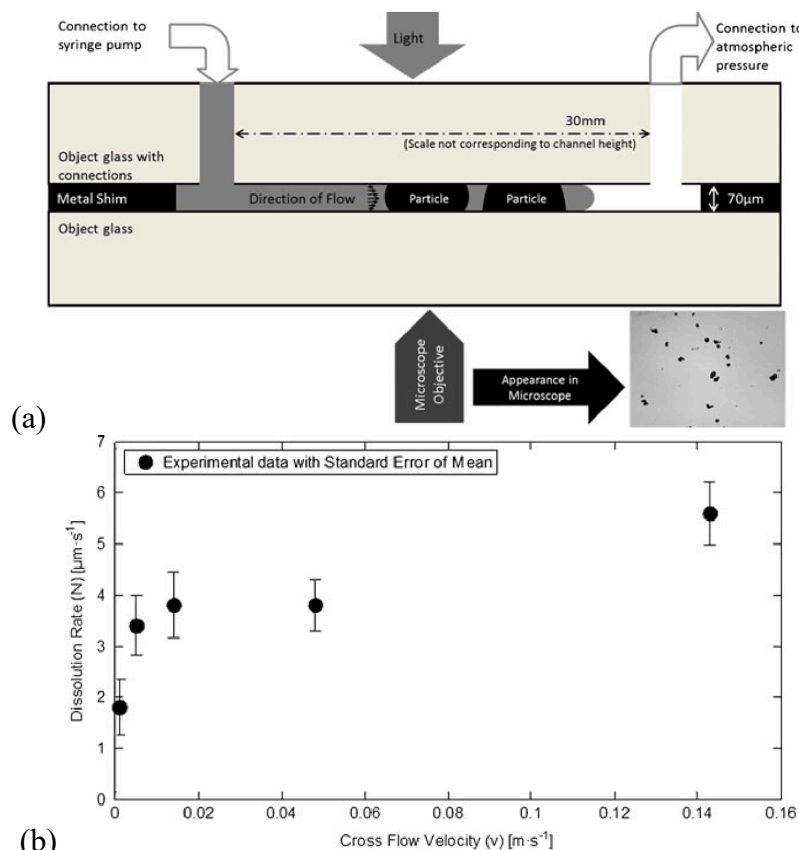 Connection to
syringe pump
Light
Connection to
atmospheric
pressure
30mm
(Scale not corresponding to channel height)
Object glass with
connections
Metal Shim
Direction of Flow
Particle
Particle
70µm
Object glass
Microscope
Objective
Appearance in
Microscope
(a)
7
Experimental data with Standard Error of Mean
6
5
4
3
2
1
0
Dissolution Rate (N) [µm·s⁻¹]
0
0.02
0.04
0.06
0.08
0.1
0.12
0.14
0.16
Cross Flow Velocity (v) [m·s⁻¹]
(b)